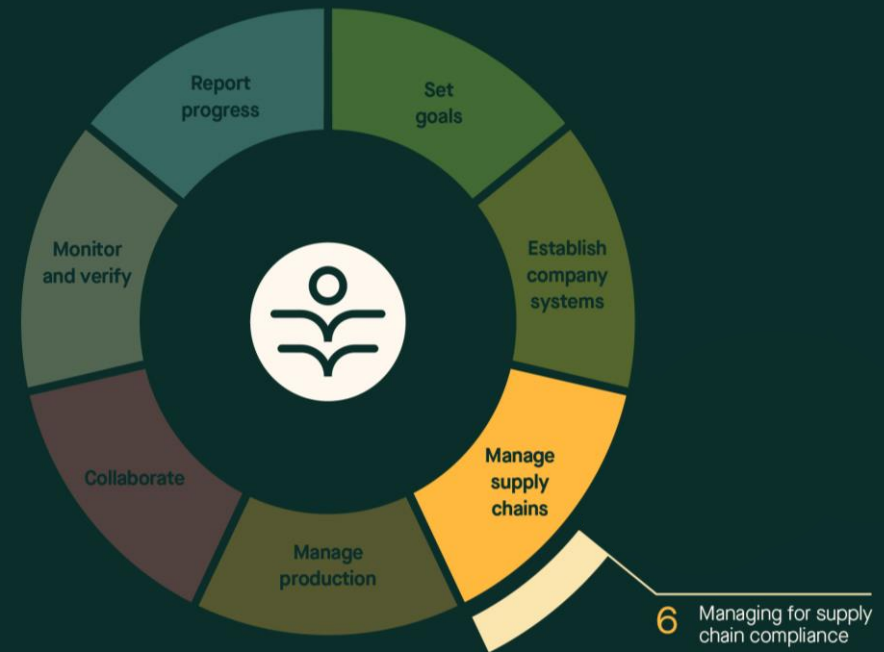 Report
progress
Set
goals
Monitor
and verify
Establish
company
systems
Collaborate
Manage
supply
chains
Manage
production
6 Managing for supply
chain compliance